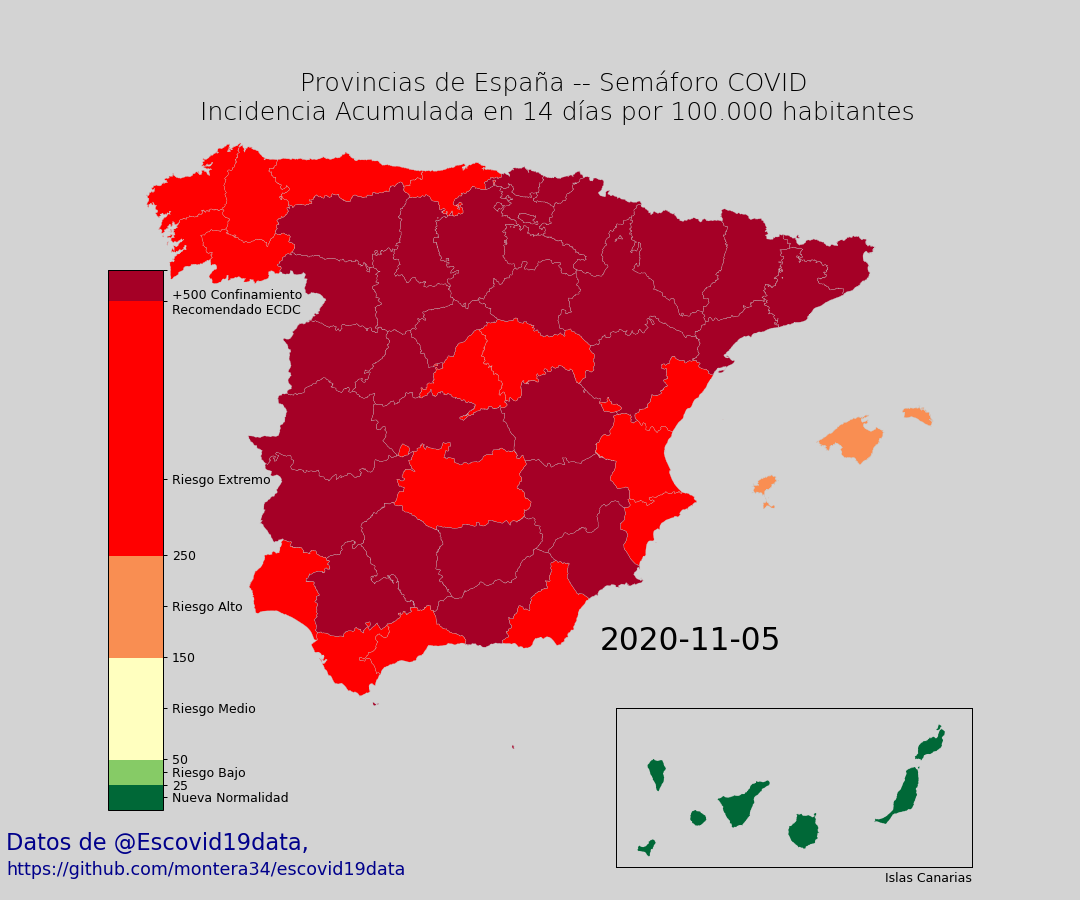 Provincias de España -- Semáforo COVID
Incidencia Acumulada en 14 días por 100.000 habitantes
+500 Confinamiento
Recomendado ECDC
Riesgo Extremo
250
Riesgo Alto
150
Riesgo Medio
50
Riesgo Bajo
25
Nueva Normalidad
2020-11-05
Islas Canarias
Datos de @Escovid19data,
https://github.com/montera34/escovid19data